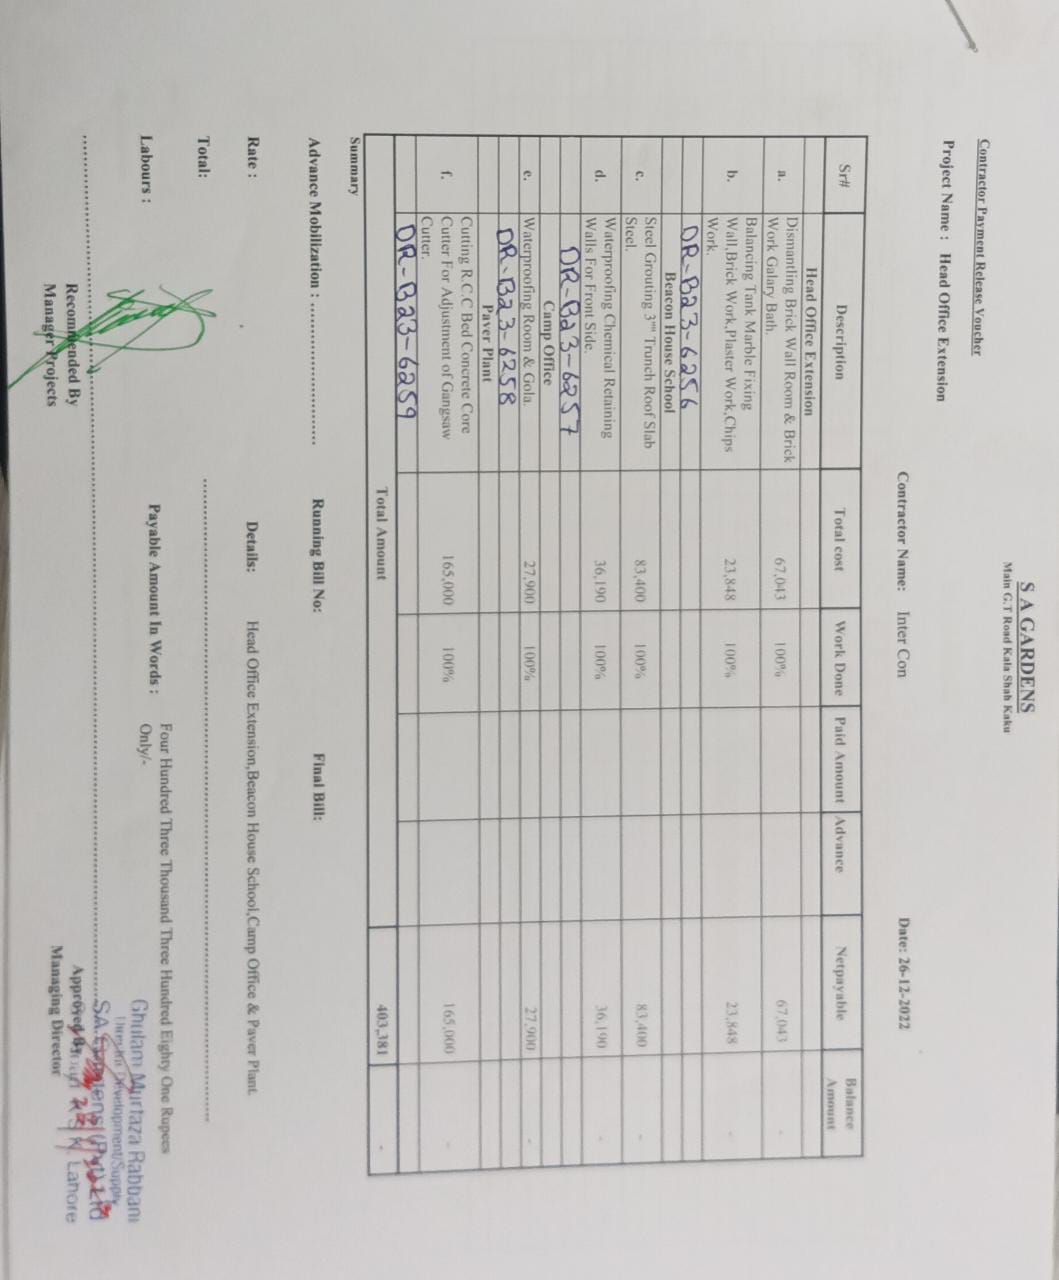 S A GARDENS
Main G.T Road Kala Shah Kaku
Contractor Payment Release Voucher
Project Name : Head Office Extension
Contractor Name: Inter Con
Date: 26-12-2022
Sr# Description Total cost Work Done Paid Amount Advance Netpayable Balance Amount
Head Office Extension
a. Dismantling Brick Wall Room & Brick Work Galary Bath. 67,043 100% 67,043 -
b. Balancing Tank Marble Fixing Wall,Brick Work,Plaster Work,Chips Work. 23,848 100% 23,848 -
DR-B23-6256
Beacon House School
c. Steel Grouting 3"" Trunch Roof Slab Steel. 83,400 100% 83,400 -
d. Waterproofing Chemical Retaining Walls For Front Side. 36,190 100% 36,190 -
DR-B23-6257
Camp Office
e. Waterproofing Room & Gola. 27,900 100% 27,900 -
DR-B23-6258
Paver Plant
f. Cutting R.C.C Bed Concrete Core Cutter For Adjustment of Gangsaw Cutter. 165,000 100% 165,000 -
DR-B23-6259
Total Amount 403,381 -
Summary
Advance Mobilization : .................... Running Bill No: Final Bill:
Rate : Details: Head Office Extension,Beacon House School,Camp Office & Paver Plant.
Total:
Labours : Payable Amount In Words : Four Hundred Three Thousand Three Hundred Eighty One Rupees
Only/-
Ghulam Murtaza Rabbani
Director Development/Supply
SA Gardens (Pvt) Ltd
Lahore
Recommended By
Manager Projects
Approved By
Managing Director